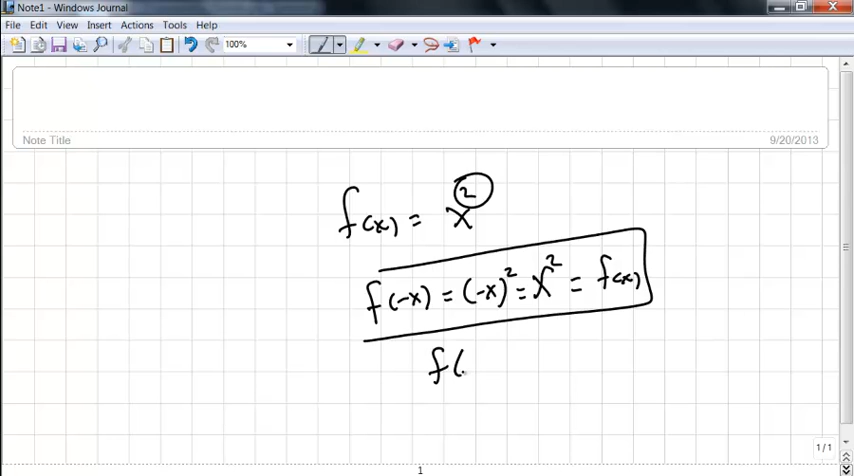 Note1 - Windows Journal
File Edit View Insert Actions Tools Help
100%
Note Title
9/20/2013
f(x) = x²
f(-x) = (-x)² = x² = f(x)
f(
1/1
1